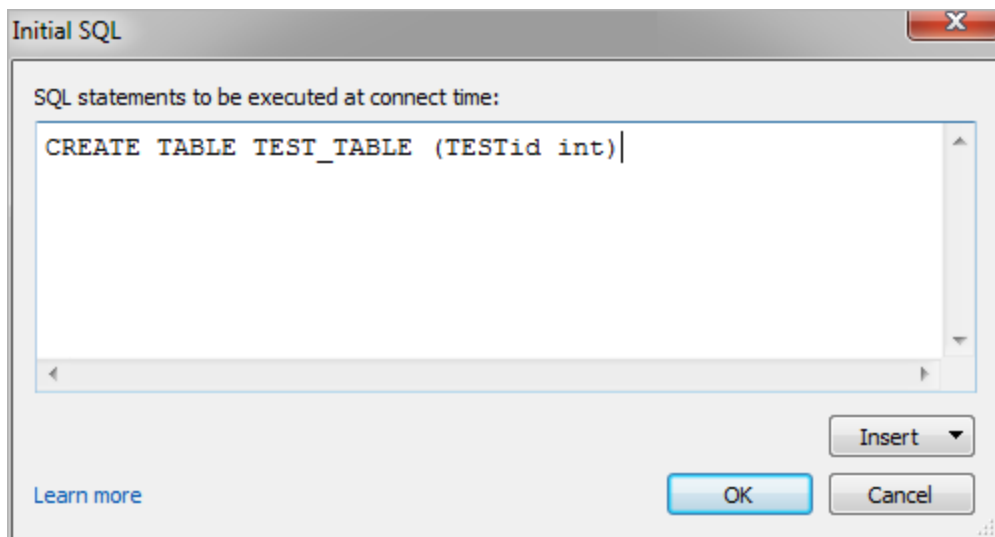 Initial SQL
SQL statements to be executed at connect time:
CREATE TABLE TEST_TABLE (TESTid int)
Insert
Learn more
OK
Cancel